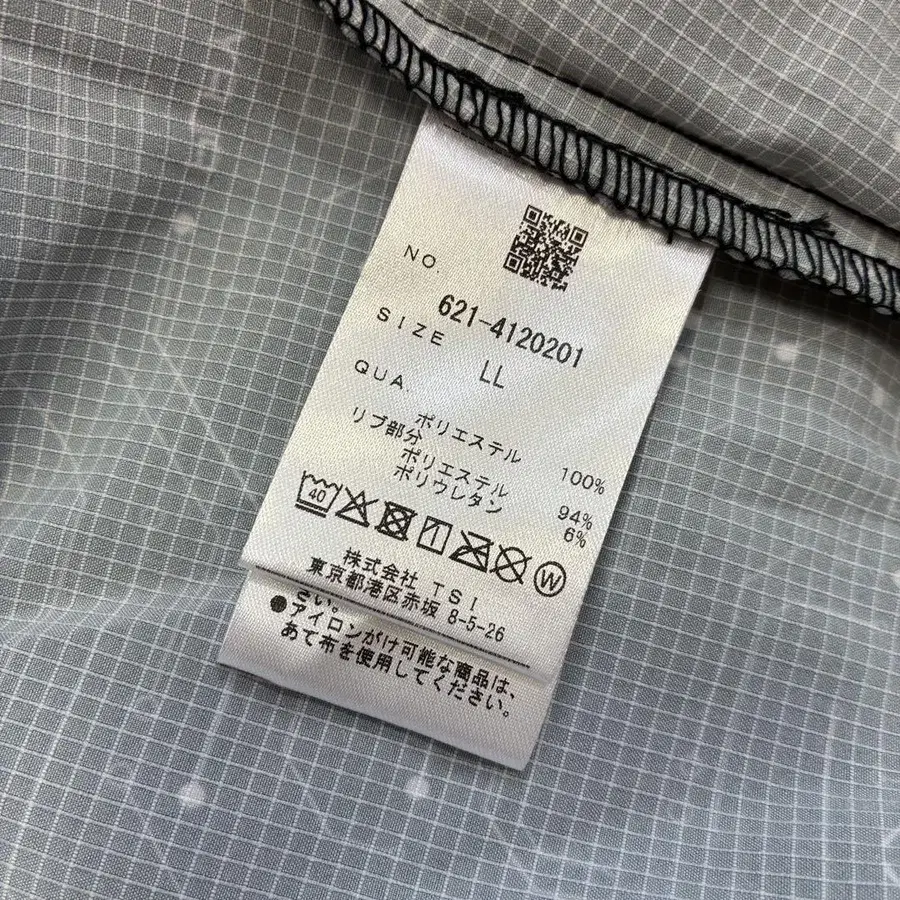 NO.
621-4120201
SIZE
LL
QUA.
ポリエステル 100%
リブ部分
ポリエステル 94%
ポリウレタン 6%
40
W
株式会社 TSI
東京都港区赤坂 8-5-26
さい。
●アイロンがけ可能な商品は、
あて布を使用してください。